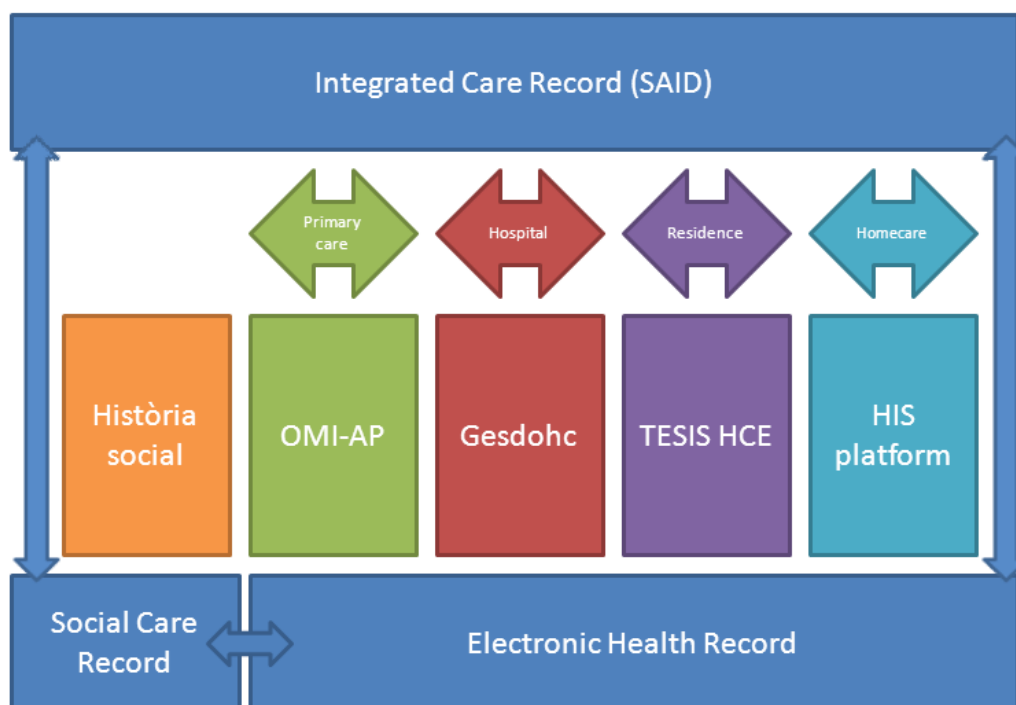 Integrated Care Record (SAID)
Primary
care
Hospital
Residence
Homecare
Història
social
OMI-AP
Gesdohc
TESIS HCE
HIS
platform
Social Care
Record
Electronic Health Record